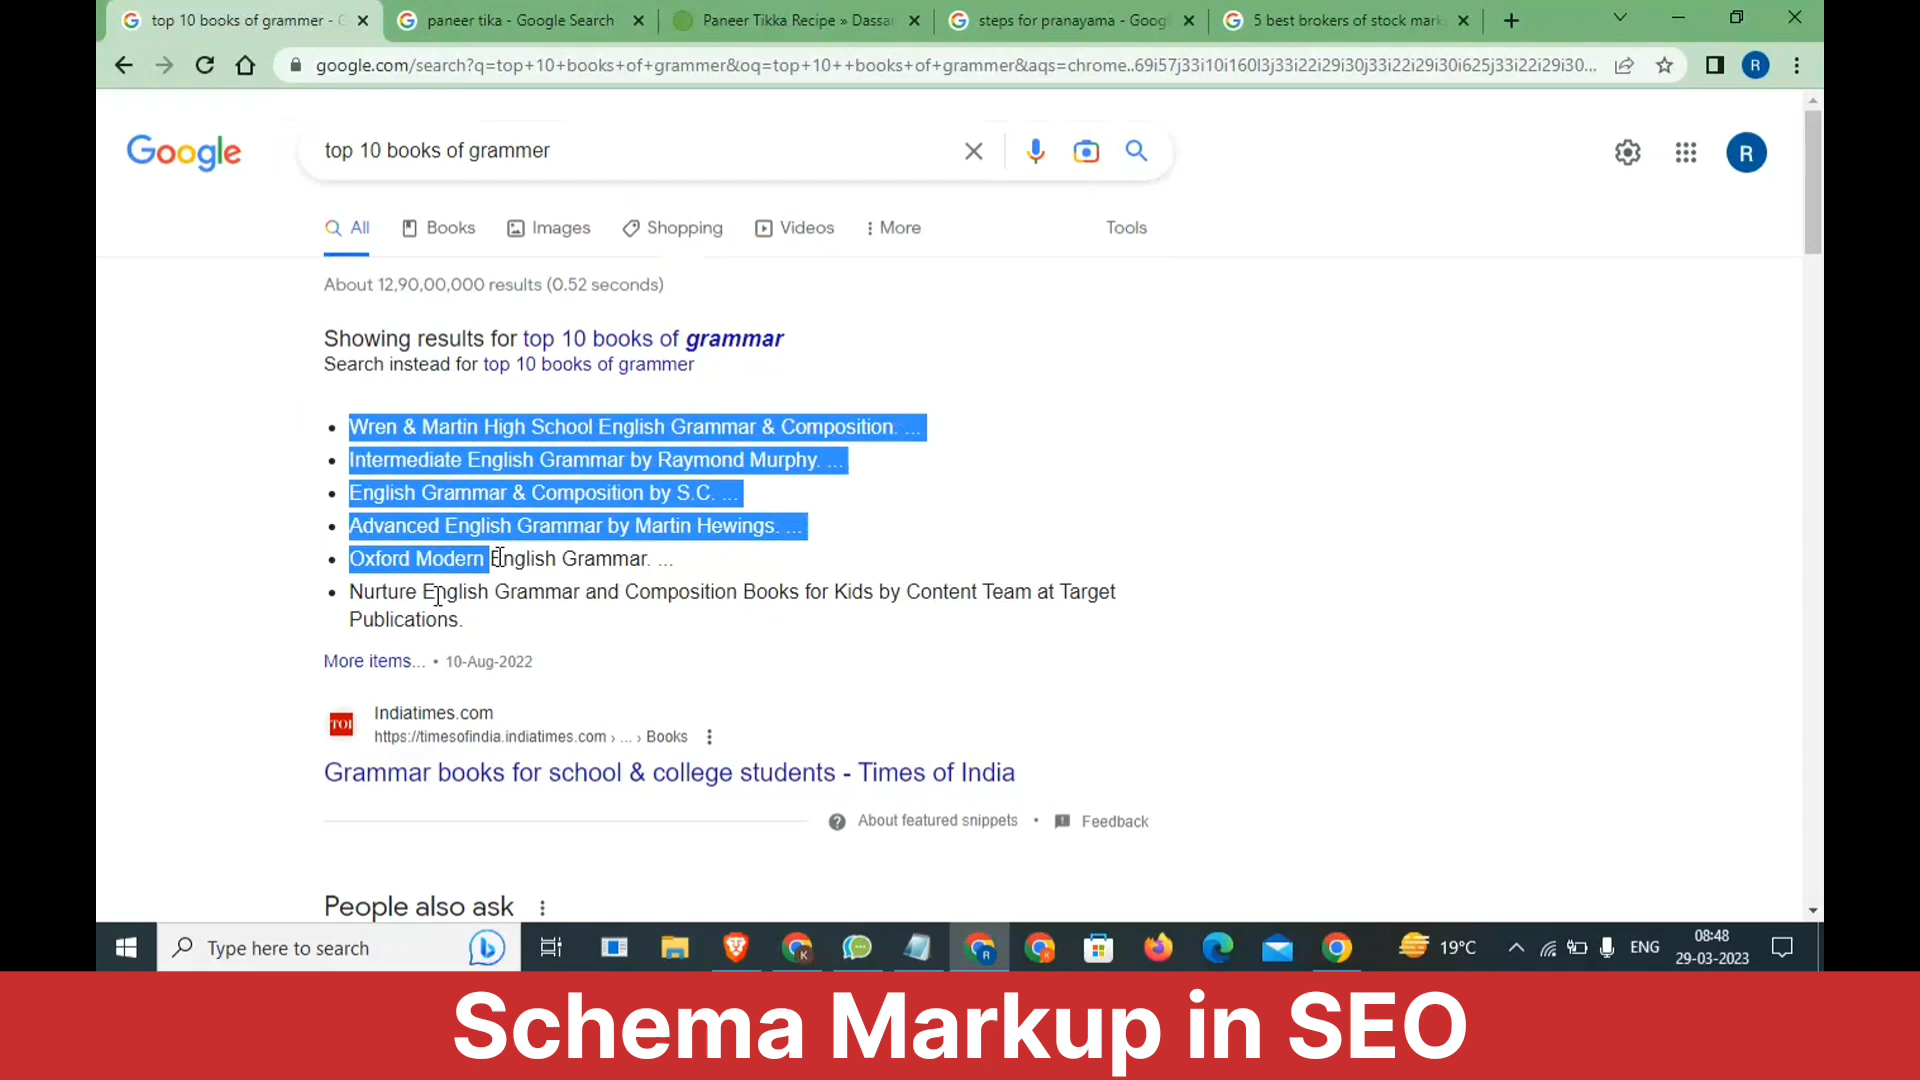 top 10 books of grammer - G
paneer tika - Google Search
Paneer Tikka Recipe » Dassan
steps for pranayama - Googl
5 best brokers of stock mark
google.com/search?q=top+10+books+of+grammer&oq=top+10++books+of+grammer&aqs=chrome..69i57j33i10i160l3j33i22i29i30j33i22i29i30i625j33i22i29i30...
R
Google
top 10 books of grammer
R
All
Books
Images
Shopping
Videos
More
Tools
About 12,90,00,000 results (0.52 seconds)
Showing results for top 10 books of grammar
Search instead for top 10 books of grammer
• Wren & Martin High School English Grammar & Composition. ...
• Intermediate English Grammar by Raymond Murphy. ...
• English Grammar & Composition by S.C. ...
• Advanced English Grammar by Martin Hewings. ...
• Oxford Modern English Grammar. ...
• Nurture English Grammar and Composition Books for Kids by Content Team at Target
Publications.
More items... • 10-Aug-2022
TOI
Indiatimes.com
https://timesofindia.indiatimes.com › ... › Books
Grammar books for school & college students - Times of India
About featured snippets • Feedback
People also ask
Type here to search
K
R
19°C
ENG
08:48
29-03-2023
Schema Markup in SEO